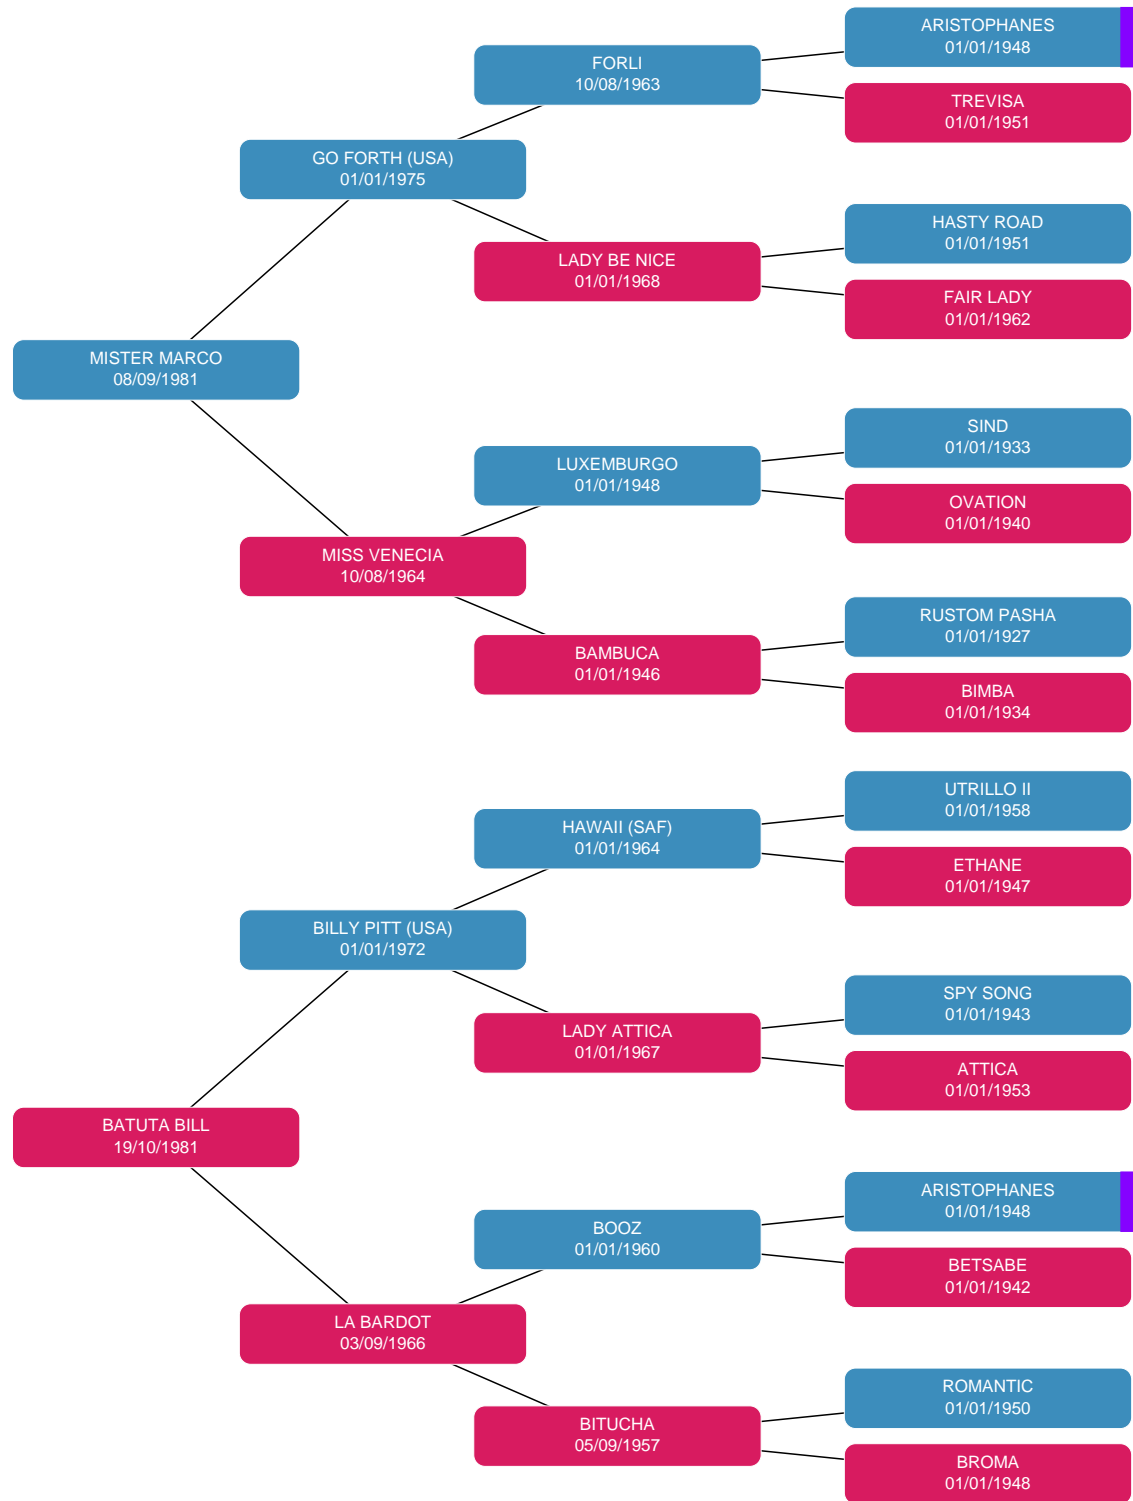 ARISTOPHANES
01/01/1948
FORLI
10/08/1963
TREVISA
01/01/1951
GO FORTH (USA)
01/01/1975
HASTY ROAD
01/01/1951
LADY BE NICE
01/01/1968
FAIR LADY
01/01/1962
MISTER MARCO
08/09/1981
SIND
01/01/1933
LUXEMBURGO
01/01/1948
OVATION
01/01/1940
MISS VENECIA
10/08/1964
RUSTOM PASHA
01/01/1927
BAMBUCA
01/01/1946
BIMBA
01/01/1934
UTRILLO II
01/01/1958
HAWAII (SAF)
01/01/1964
ETHANE
01/01/1947
BILLY PITT (USA)
01/01/1972
SPY SONG
01/01/1943
LADY ATTICA
01/01/1967
ATTICA
01/01/1953
BATUTA BILL
19/10/1981
ARISTOPHANES
01/01/1948
BOOZ
01/01/1960
BETSABE
01/01/1942
LA BARDOT
03/09/1966
ROMANTIC
01/01/1950
BITUCHA
05/09/1957
BROMA
01/01/1948